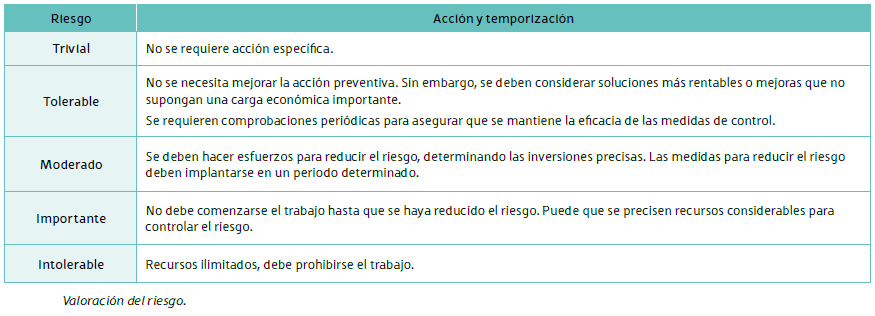 Riesgo
Acción y temporización
Trivial
No se requiere acción específica.
Tolerable
No se necesita mejorar la acción preventiva. Sin embargo, se deben considerar soluciones más rentables o mejoras que no
supongan una carga económica importante.
Se requieren comprobaciones periódicas para asegurar que se mantiene la eficacia de las medidas de control.
Moderado
Se deben hacer esfuerzos para reducir el riesgo, determinando las inversiones precisas. Las medidas para reducir el riesgo
deben implantarse en un periodo determinado.
Importante
No debe comenzarse el trabajo hasta que se haya reducido el riesgo. Puede que se precisen recursos considerables para
controlar el riesgo.
Intolerable
Recursos ilimitados, debe prohibirse el trabajo.
Valoración del riesgo.